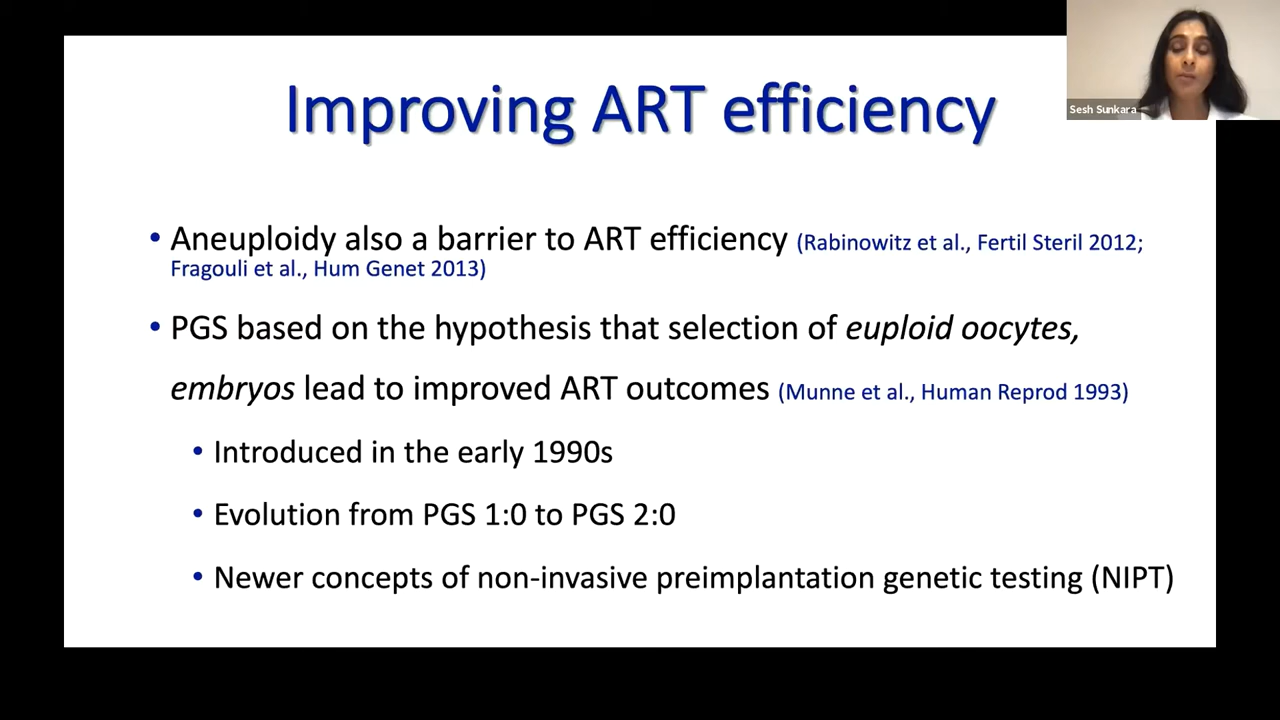 Improving ART efficiency
Sesh Sunkara
• Aneuploidy also a barrier to ART efficiency (Rabinowitz et al., Fertil Steril 2012;
Fragouli et al., Hum Genet 2013)
• PGS based on the hypothesis that selection of euploid oocytes,
embryos lead to improved ART outcomes (Munne et al., Human Reprod 1993)
• Introduced in the early 1990s
• Evolution from PGS 1:0 to PGS 2:0
• Newer concepts of non-invasive preimplantation genetic testing (NIPT)